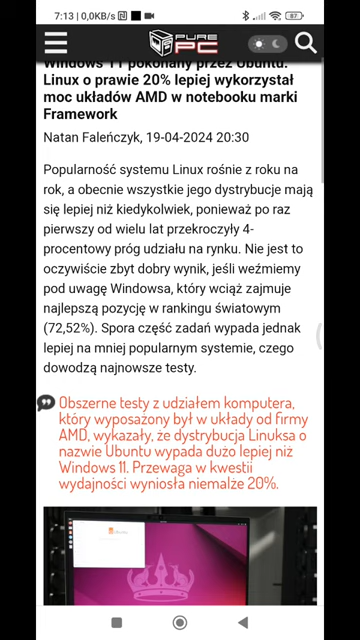 7:13 | 0,0KB/s
PURE
PC
Windows 11 pokonany przez Ubuntu.
Linux o prawie 20% lepiej wykorzystał
moc układów AMD w notebooku marki
Framework
Natan Faleńczyk, 19-04-2024 20:30
Popularność systemu Linux rośnie z roku na
rok, a obecnie wszystkie jego dystrybucje mają
się lepiej niż kiedykolwiek, ponieważ po raz
pierwszy od wielu lat przekroczyły 4-
procentowy próg udziału na rynku. Nie jest to
oczywiście zbyt dobry wynik, jeśli weźmiemy
pod uwagę Windowsa, który wciąż zajmuje
najlepszą pozycję w rankingu światowym
(72,52%). Spora część zadań wypada jednak
lepiej na mniej popularnym systemie, czego
dowodzą najnowsze testy.
Obszerne testy z udziałem komputera,
który wyposażony był w układy od firmy
AMD, wykazały, że dystrybucja Linuksa o
nazwie Ubuntu wypada dużo lepiej niż
Windows 11. Przewaga w kwestii
wydajności wyniosła niemalże 20%.